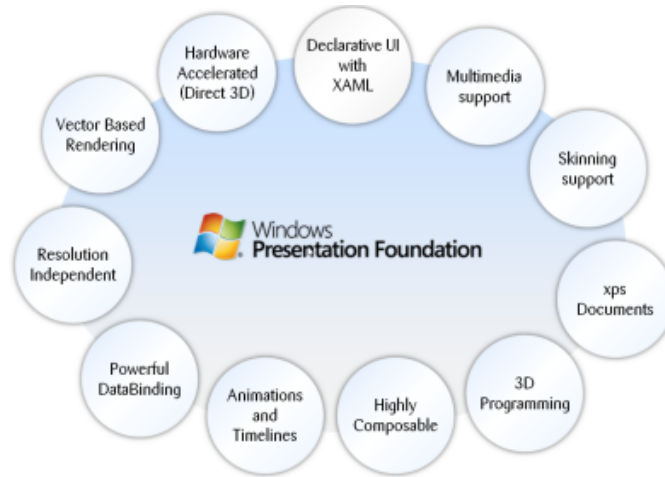 Declarative UI
with
XAML
Multimedia
support
Skinning
support
xps
Documents
3D
Programming
Highly
Composable
Animations
and
Timelines
Powerful
DataBinding
Resolution
Independent
Vector Based
Rendering
Hardware
Accelerated
(Direct 3D)
Windows
Presentation Foundation